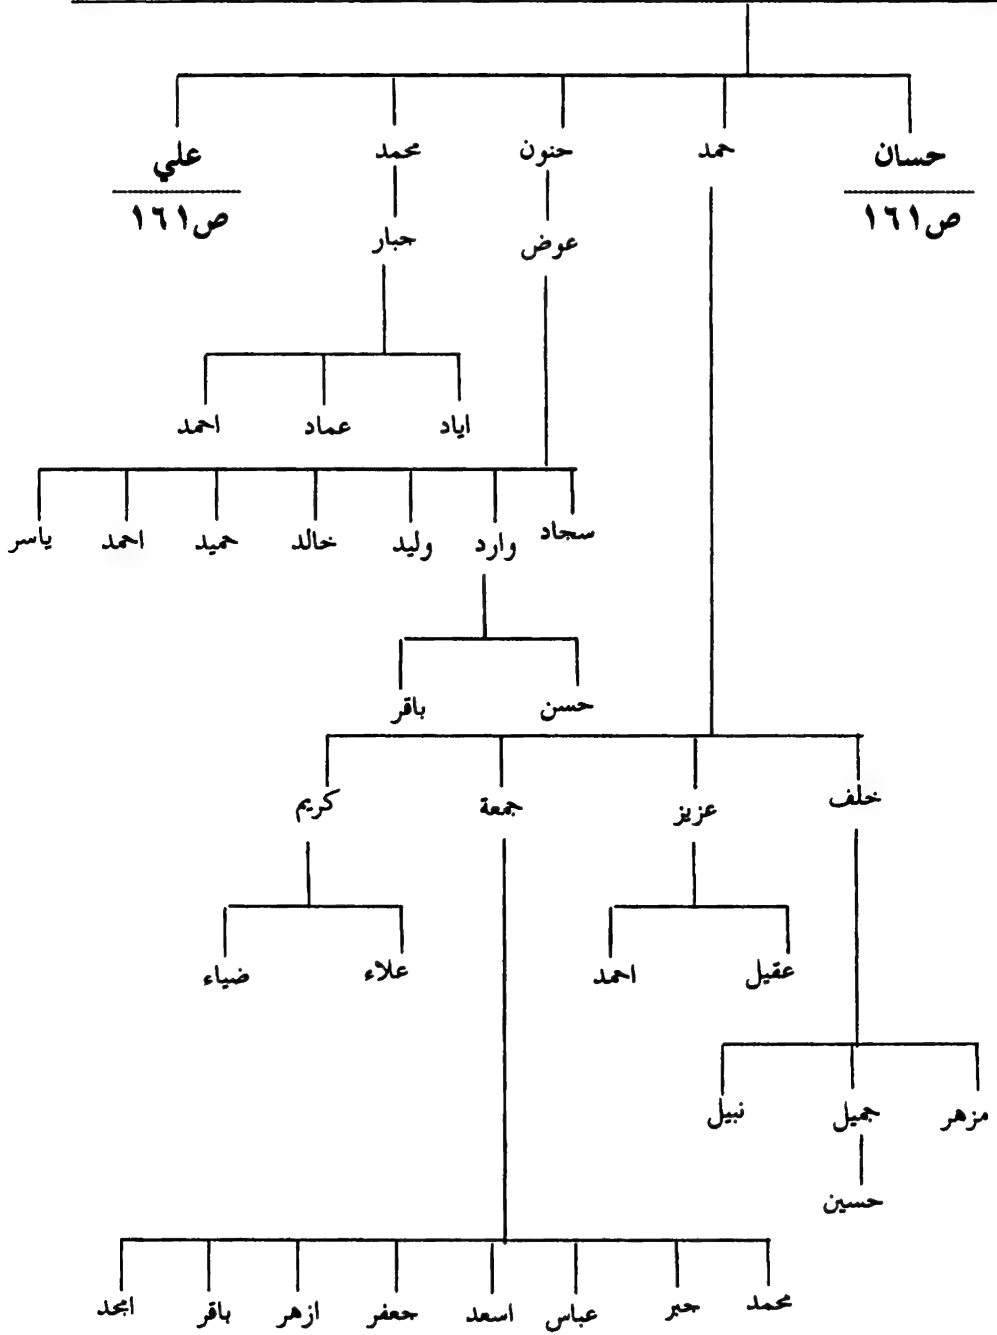 حسان حمد حنون محمد علي
ص١٦١ ص١٦١
عوض جبار
اياد عماد احمد
سجاد وارد وليد خالد حميد احمد ياسر
حسن باقر
خلف عزيز جمعة كريم
عقيل احمد علاء ضياء
مزهر جميل نبيل
حسين
محمد جبر عباس اسعد جعفر ازهر باقر امجد